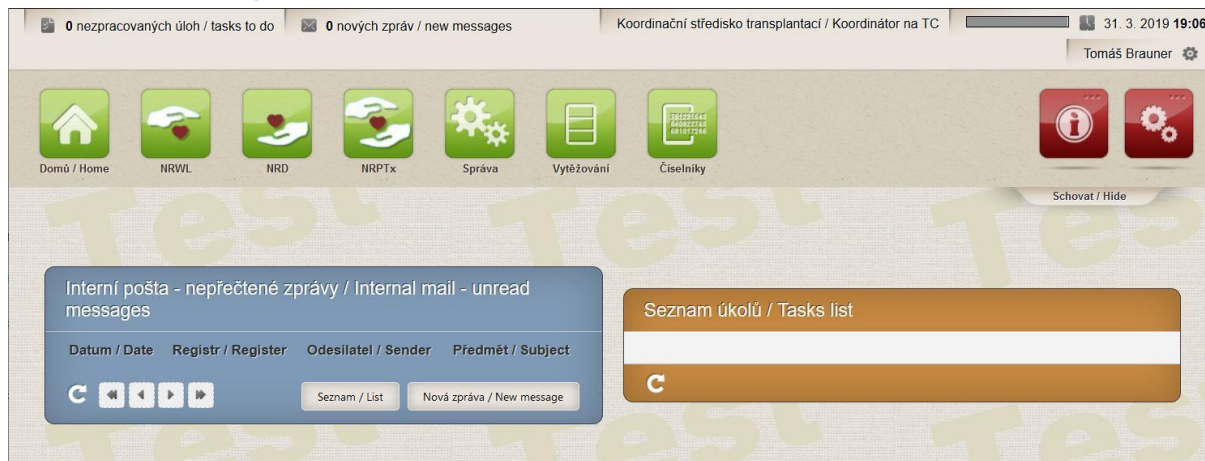 0 nezpracovaných úloh / tasks to do
0 nových zpráv / new messages
Koordinační středisko transplantací / Koordinátor na TC
31. 3. 2019 19:06
Tomáš Brauner
Domů / Home
NRWL
NRD
NRPTx
Správa
Vytěžování
Číselníky
Schovat / Hide
Test
Test
Test
Interní pošta - nepřečtené zprávy / Internal mail - unread
messages
Datum / Date Registr / Register Odesílatel / Sender Předmět / Subject
Seznam / List
Nová zpráva / New message
Seznam úkolů / Tasks list
Test
Test
Test